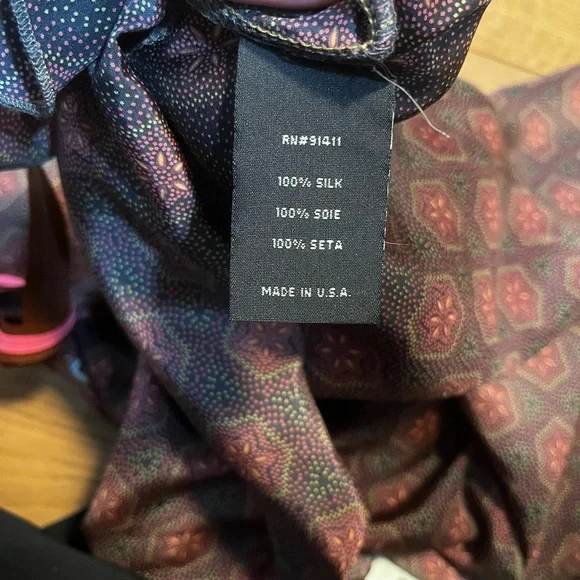 RN#91411
100% SILK
100% SOIE
100% SETA
MADE IN U.S.A.